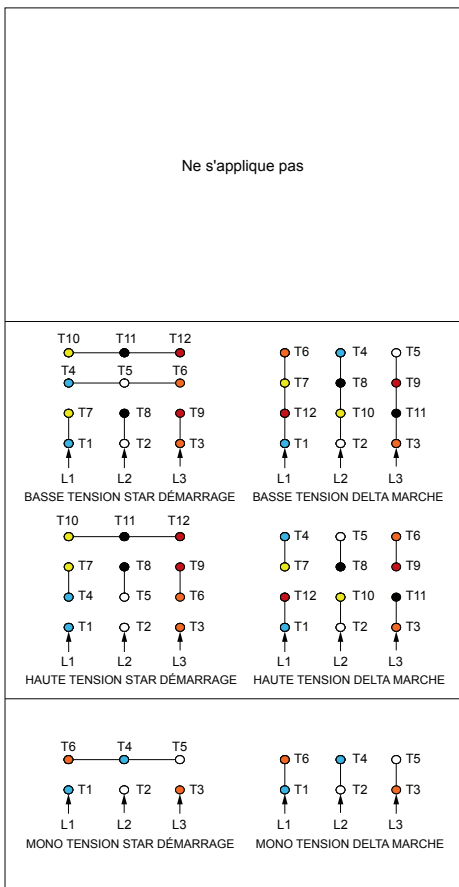 Ne s'applique pas
T10 T11 T12
T4 T5 T6
T7 T8 T9
T1 T2 T3
L1 L2 L3
BASSE TENSION STAR DÉMARRAGE
T6 T4 T5
T7 T8 T9
T12 T10 T11
T1 T2 T3
L1 L2 L3
BASSE TENSION DELTA MARCHE
T10 T11 T12
T7 T8 T9
T4 T5 T6
T1 T2 T3
L1 L2 L3
HAUTE TENSION STAR DÉMARRAGE
T4 T5 T6
T7 T8 T9
T12 T10 T11
T1 T2 T3
L1 L2 L3
HAUTE TENSION DELTA MARCHE
T6 T4 T5
T1 T2 T3
L1 L2 L3
MONO TENSION STAR DÉMARRAGE
T6 T4 T5
T1 T2 T3
L1 L2 L3
MONO TENSION DELTA MARCHE